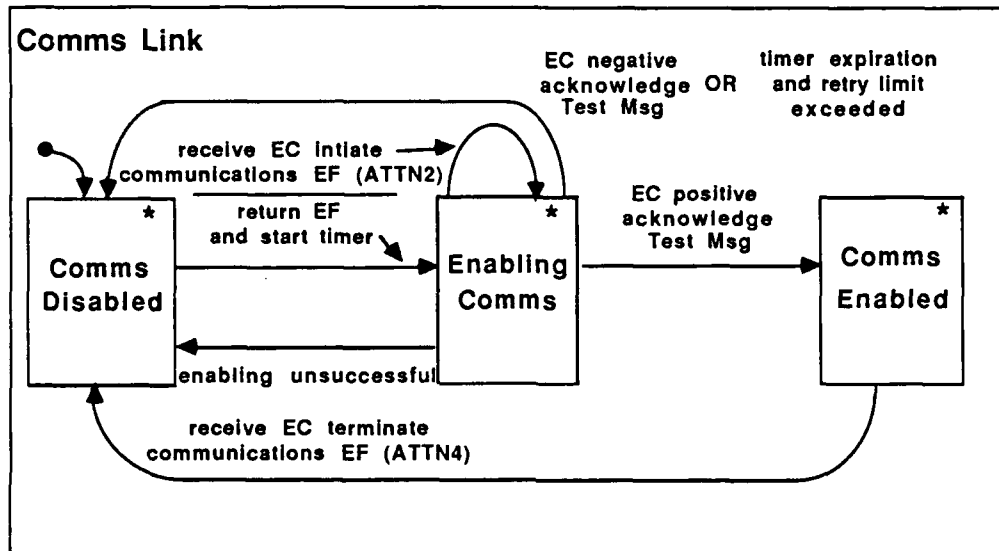 Comms Link
EC negative
acknowledge OR
Test Msg
timer expiration
and retry limit
exceeded
receive EC intiate
communications EF (ATTN2)
return EF
and start timer
EC positive
acknowledge
Test Msg
*
Comms
Disabled
*
Enabling
Comms
*
Comms
Enabled
enabling unsuccessful
receive EC terminate
communications EF (ATTN4)